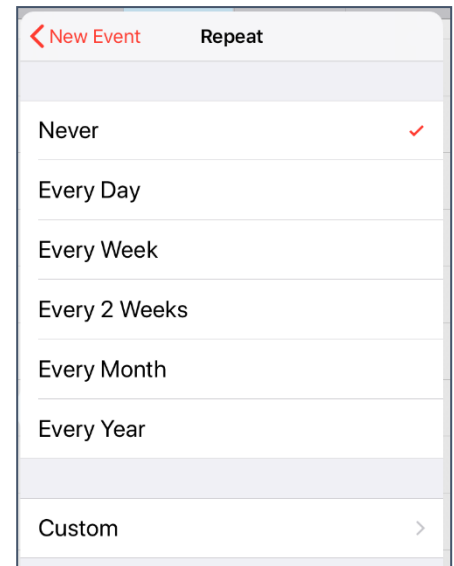 New Event Repeat
Never
Every Day
Every Week
Every 2 Weeks
Every Month
Every Year
Custom